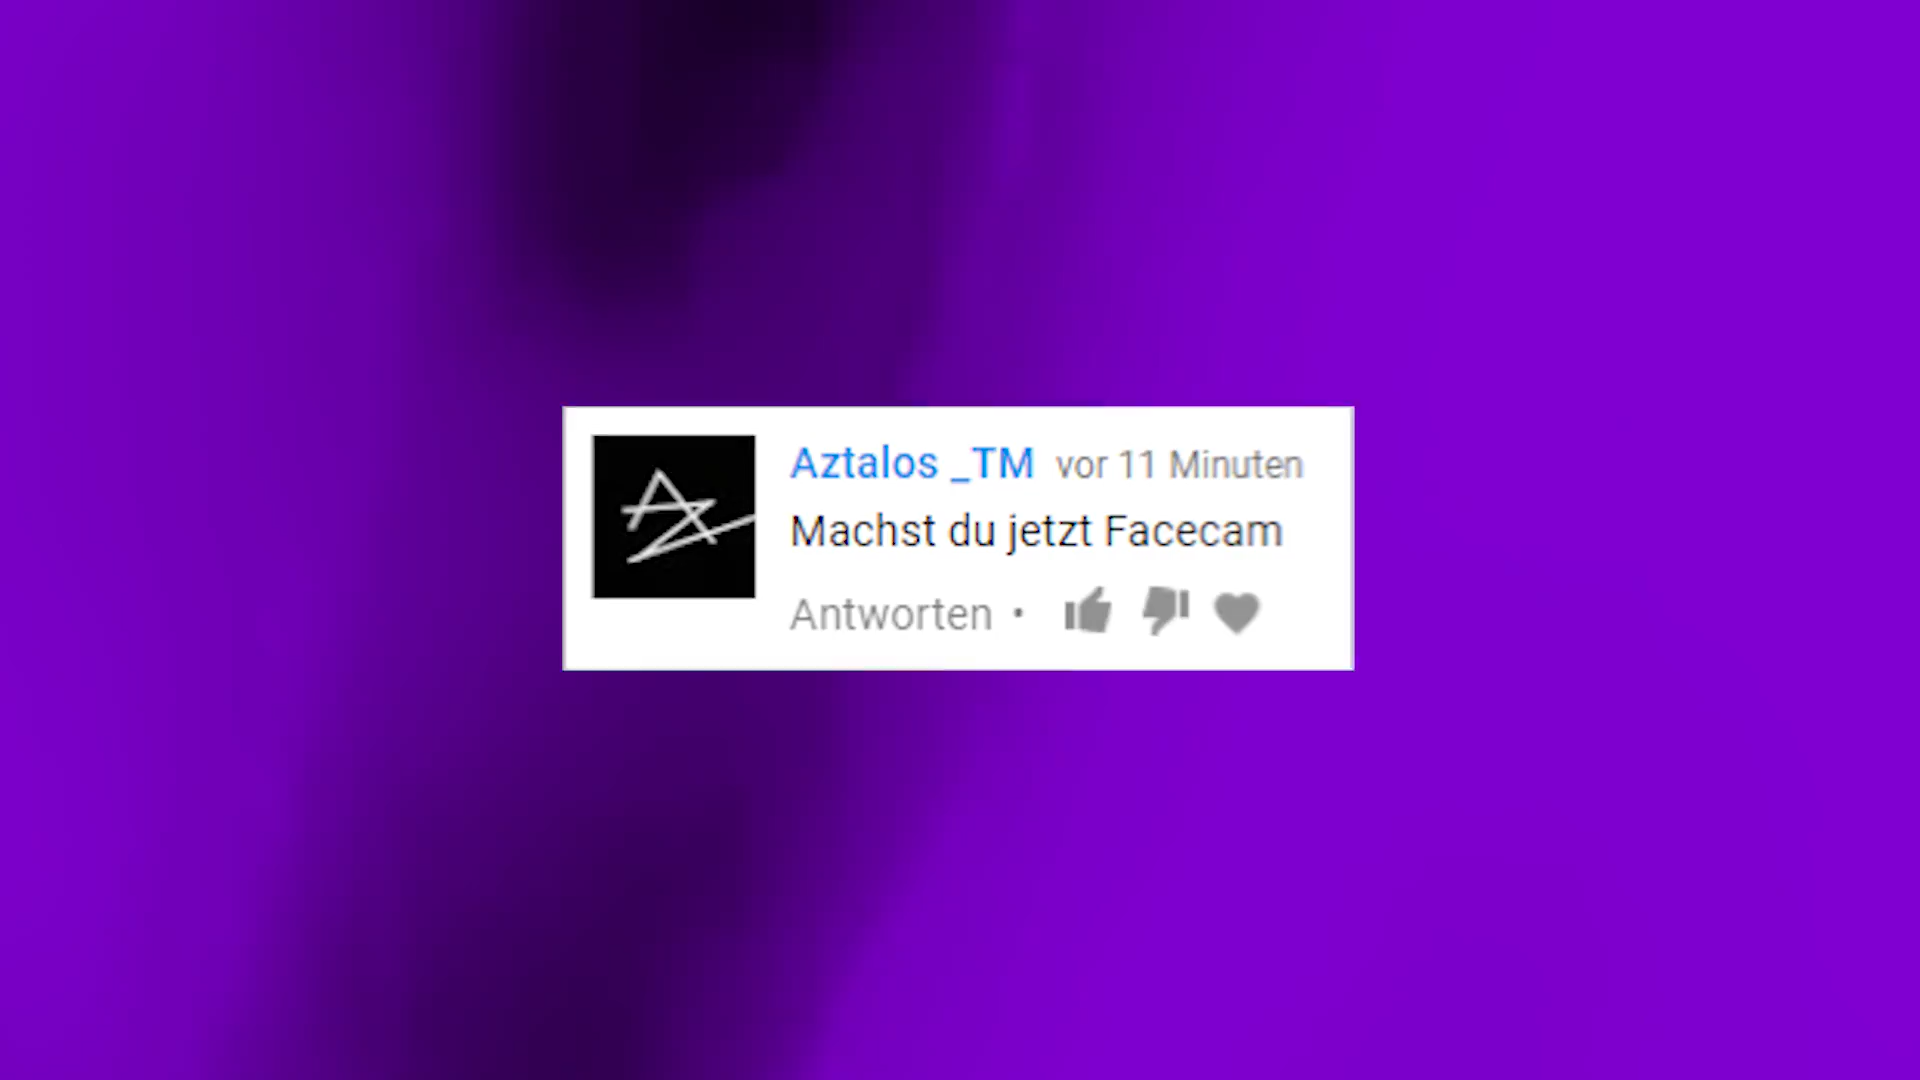 Aztalos _TM vor 11 Minuten
Machst du jetzt Facecam
Antworten •